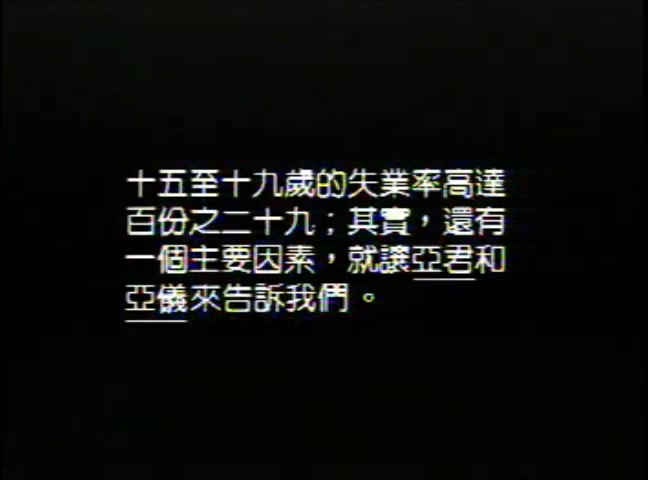 十五至十九歲的失業率高達
百份之二十九；其實，還有
一個主要因素，就讓亞君和
亞儀來告訴我們。